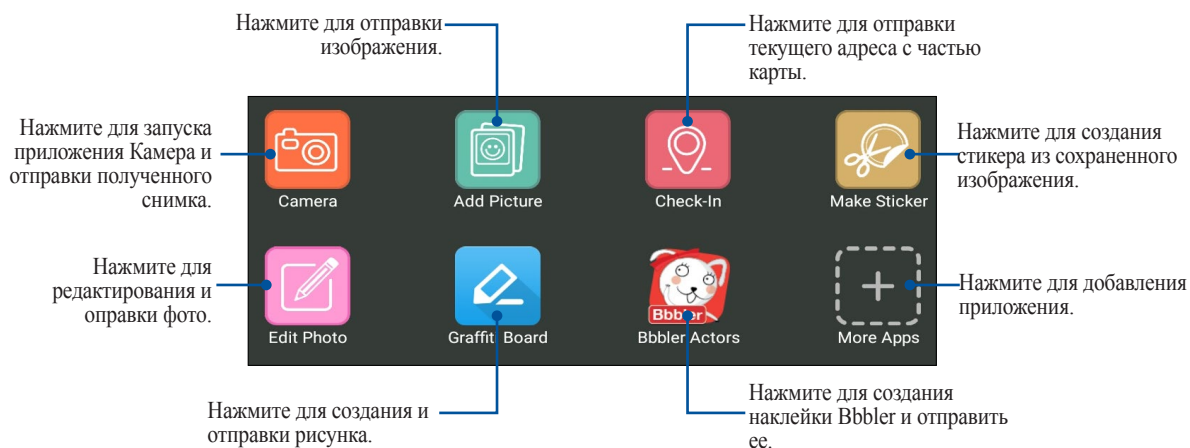 Нажмите для отправки
изображения.
Нажмите для отправки
текущего адреса с частью
карты.
Нажмите для запуска
приложения Камера и
отправки полученного
снимка.
Нажмите для создания
стикера из сохраненного
изображения.
Camera
Add Picture
Check-In
Make Sticker
Нажмите для
редактирования и
оправки фото.
Bbbler
Нажмите для добавления
приложения.
Edit Photo
Graffiti Board
Bbbler Actors
More Apps
Нажмите для создания и
отправки рисунка.
Нажмите для создания
наклейки Bbbler и отправить
ее.